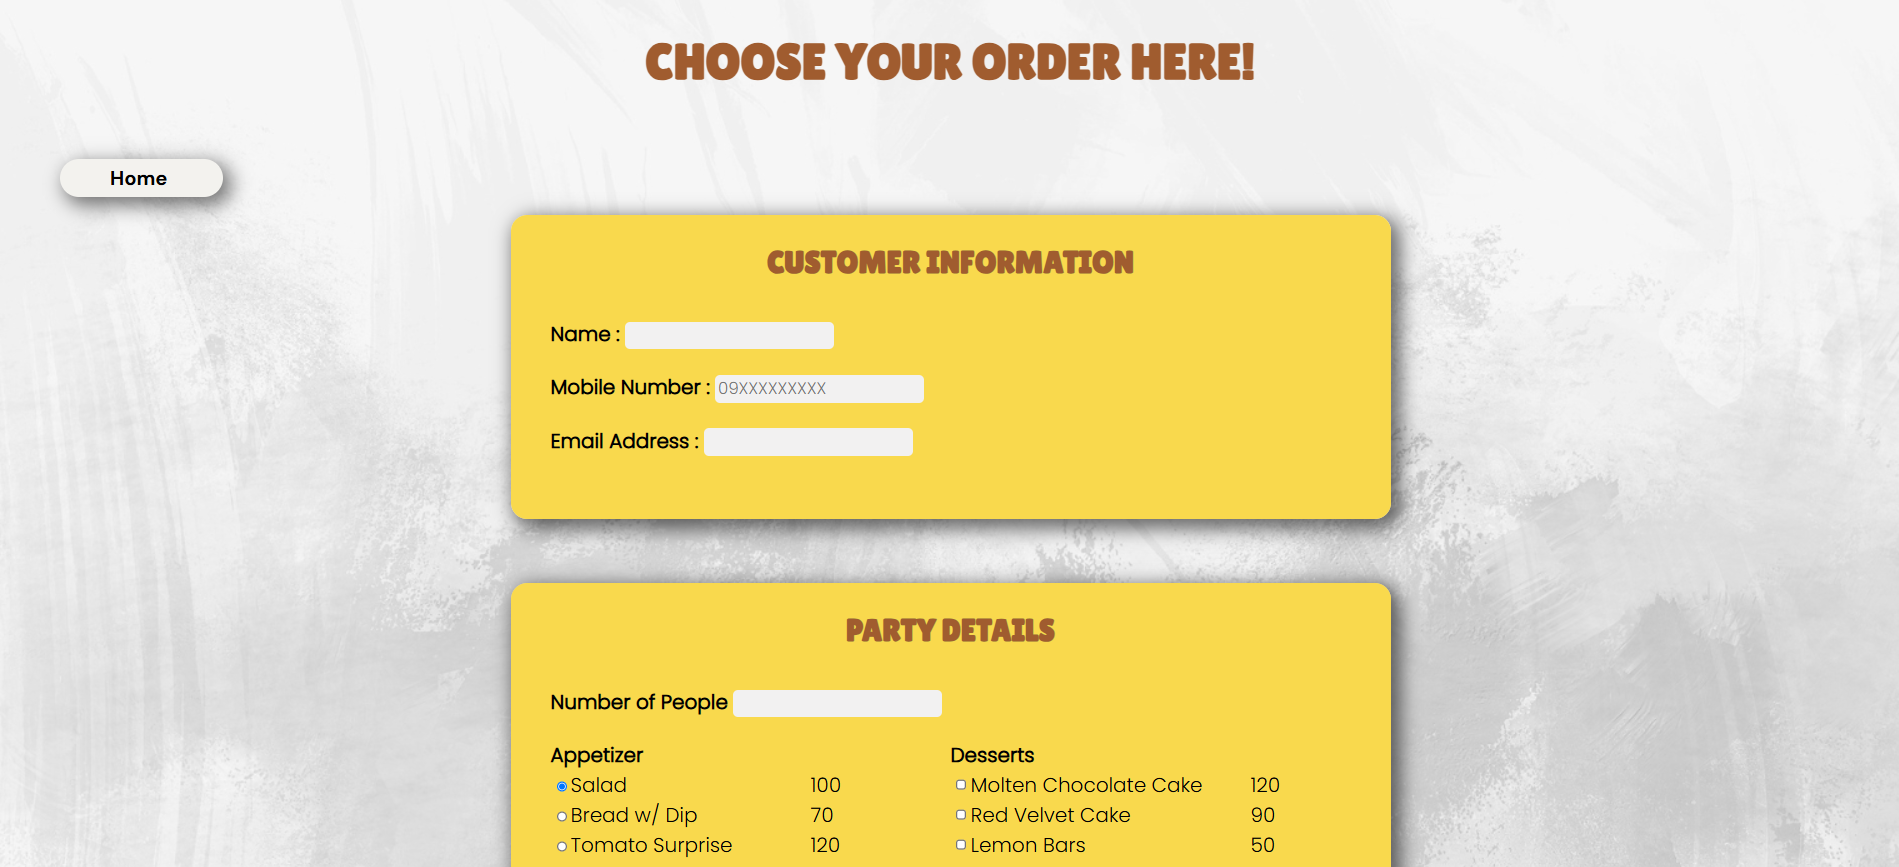 CHOOSE YOUR ORDER HERE!
Home
CUSTOMER INFORMATION
Name :
Mobile Number : 09XXXXXXXXX
Email Address :
PARTY DETAILS
Number of People
Appetizer Desserts
Salad 100 Molten Chocolate Cake 120
Bread w/ Dip 70 Red Velvet Cake 90
Tomato Surprise 120 Lemon Bars 50